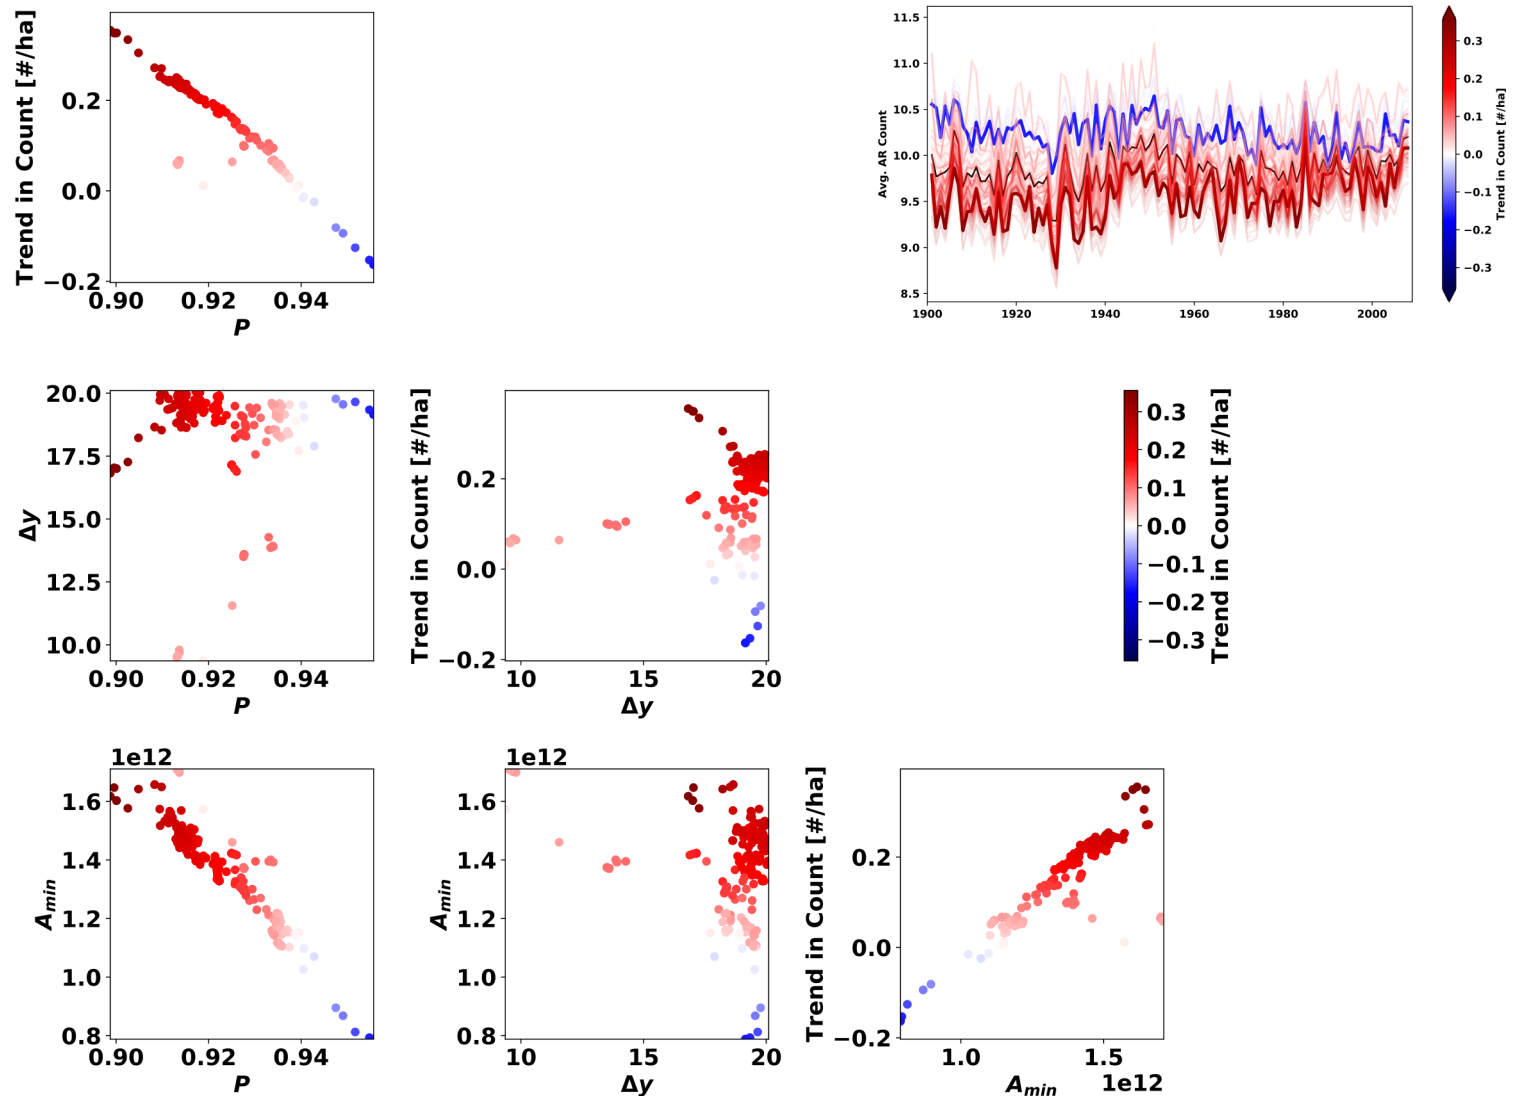 Trend in Count [#/ha]
0.2
0.0
−0.2
0.90 0.92 0.94
P
11.5
11.0
10.5
10.0
9.5
9.0
8.5
Avg. AR Count
1900 1920 1940 1960 1980 2000
0.3
0.2
0.1
0.0
−0.1
−0.2
−0.3
Trend in Count [#/ha]
20.0
17.5
15.0
12.5
10.0
Δy
0.90 0.92 0.94
P
Trend in Count [#/ha]
0.2
0.0
−0.2
10 15 20
Δy
0.3
0.2
0.1
0.0
−0.1
−0.2
−0.3
Trend in Count [#/ha]
1e12
1.6
1.4
1.2
1.0
0.8
Amin
0.90 0.92 0.94
P
1e12
1.6
1.4
1.2
1.0
0.8
Amin
10 15 20
Δy
Trend in Count [#/ha]
0.2
0.0
−0.2
1.0 1.5
Amin 1e12